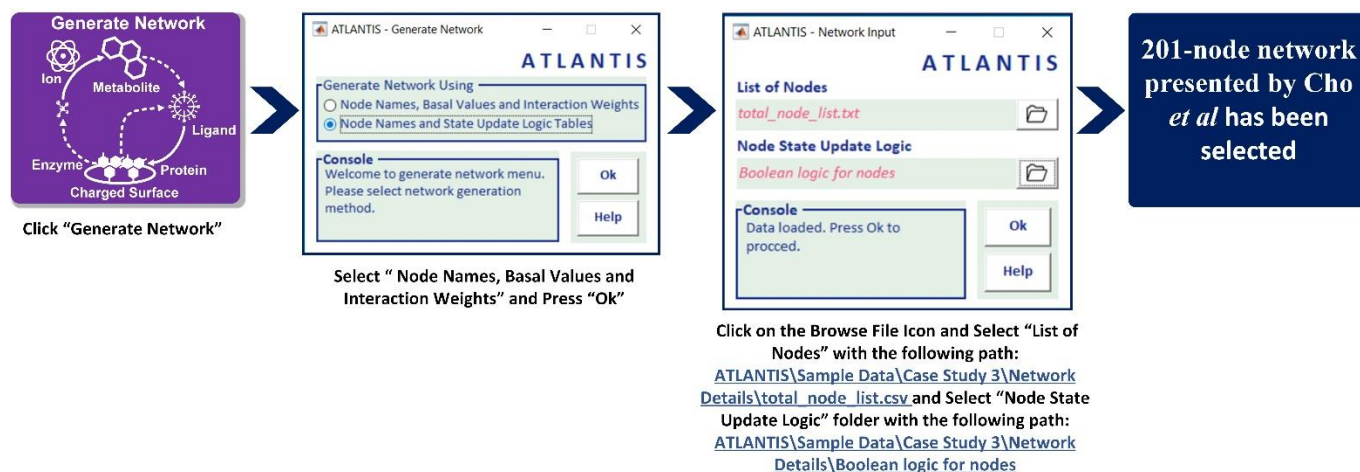 Generate Network
Ion
Metabolite
Ligand
Enzyme
Protein
Charged Surface
Click “Generate Network”
ATLANTIS - Generate Network
ATLANTIS
Generate Network Using
Node Names, Basal Values and Interaction Weights
Node Names and State Update Logic Tables
Console
Welcome to generate network menu.
Please select network generation
method.
Ok
Help
Select “ Node Names, Basal Values and
Interaction Weights” and Press “Ok”
ATLANTIS - Network Input
ATLANTIS
List of Nodes
total_node_list.txt
Node State Update Logic
Boolean logic for nodes
Console
Data loaded. Press Ok to
procced.
Ok
Help
Click on the Browse File Icon and Select “List of
Nodes” with the following path:
ATLANTIS\Sample Data\Case Study 3\Network
Details\total_node_list.csv and Select “Node State
Update Logic” folder with the following path:
ATLANTIS\Sample Data\Case Study 3\Network
Details\Boolean logic for nodes
201-node network
presented by Cho
et al has been
selected